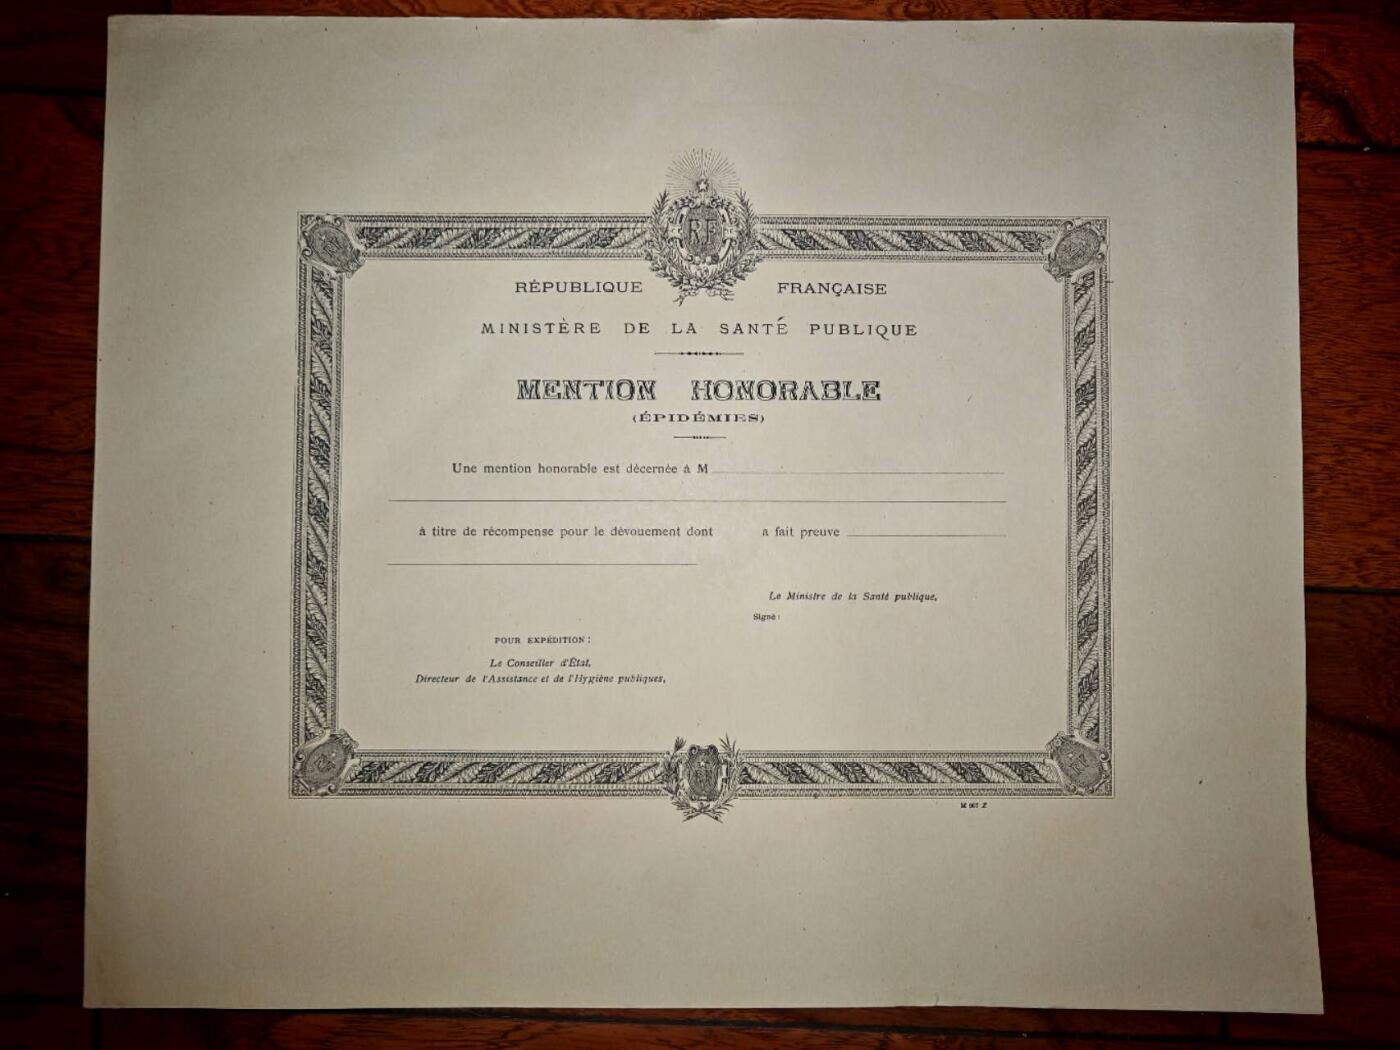 RF
RÉPUBLIQUE FRANÇAISE
MINISTÈRE DE LA SANTÉ PUBLIQUE
MENTION HONORABLE
(ÉPIDÉMIES)
Une mention honorable est décernée à M
à titre de récompense pour le dévouement dont a fait preuve
Le Ministre de la Santé publique,
Signé :
POUR EXPÉDITION :
Le Conseiller d'État,
Directeur de l'Assistance et de l'Hygiène publiques,